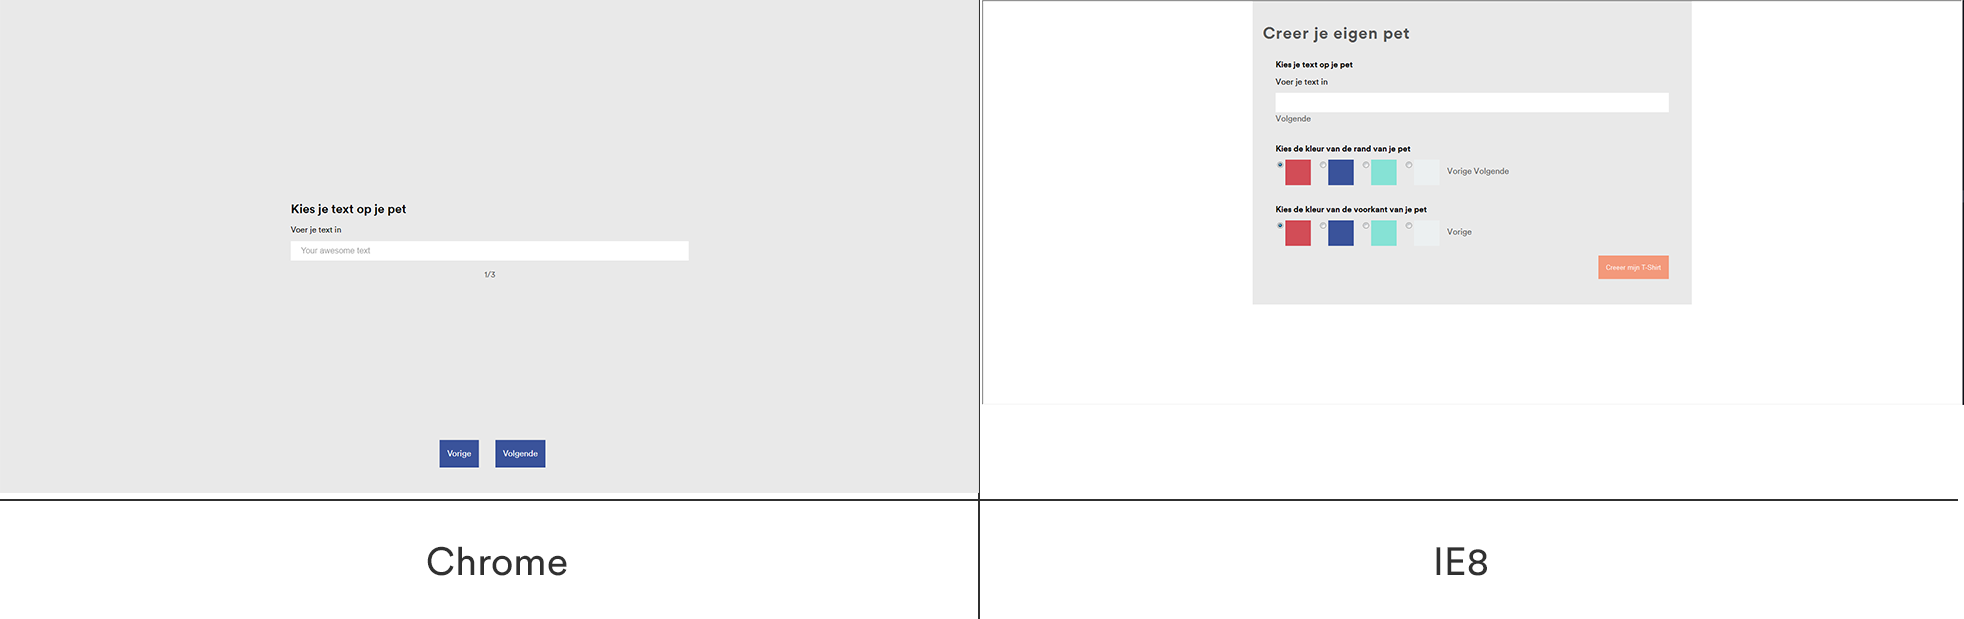 Kies je text op je pet
Voer je text in
Your awesome text
1/3
Vorige Volgende
Chrome
Creer je eigen pet
Kies je text op je pet
Voer je text in
Volgende
Kies de kleur van de rand van je pet
Vorige Volgende
Kies de kleur van de voorkant van je pet
Vorige
Creeer mijn T-Shirt
IE8